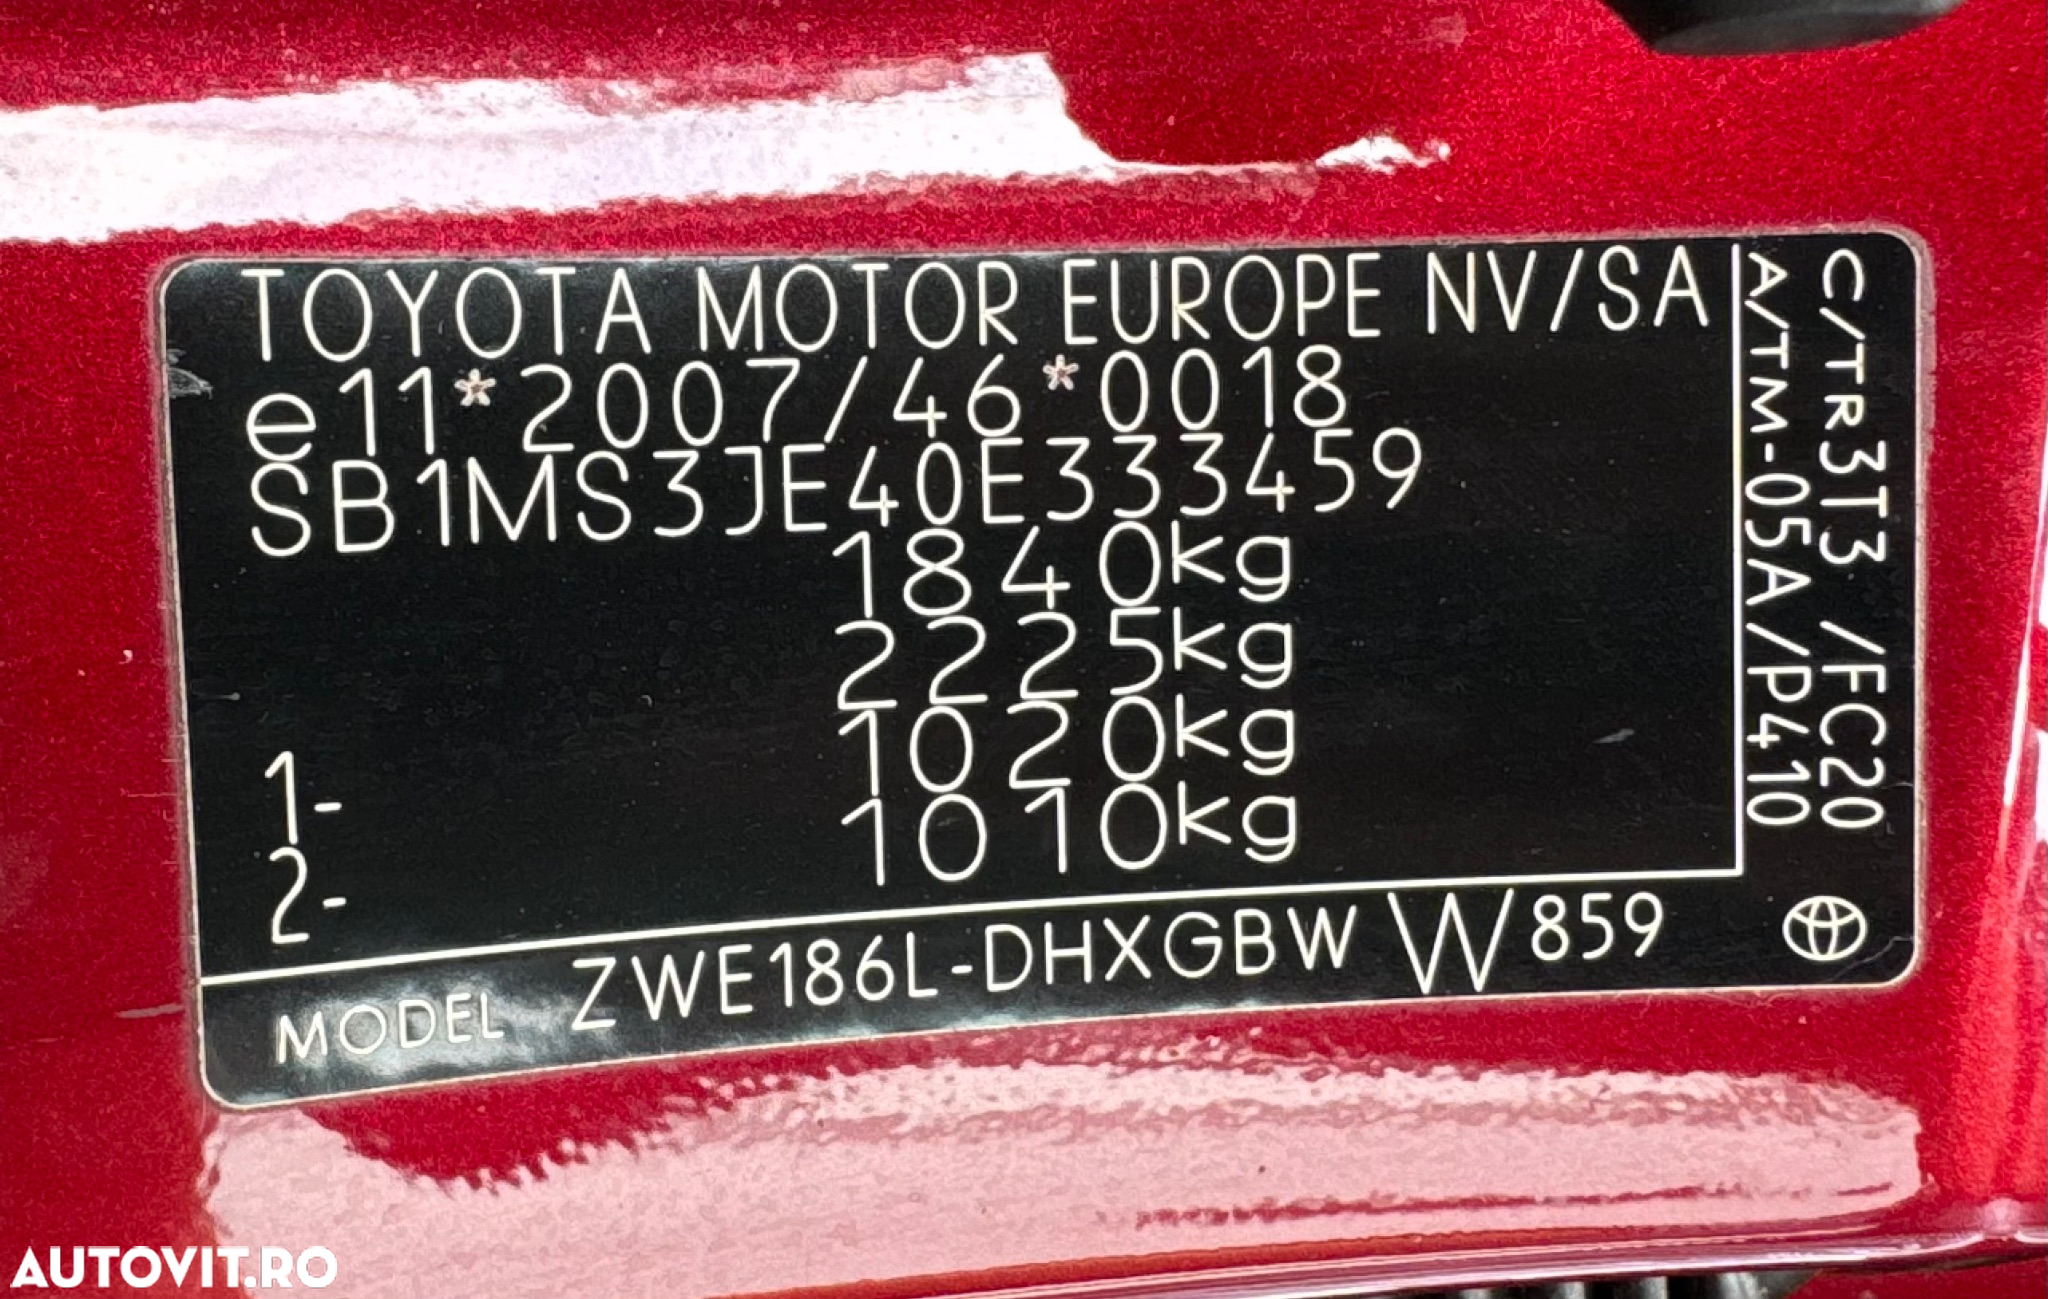 TOYOTA MOTOR EUROPE NV/SA
e11*2007/46*0018
SB1MS3JE40E333459
1840kg
2225kg
1- 1020kg
2- 1010kg
MODEL ZWE186L-DHXGBW W859
C/TR3T3 /FC20
A/TM-05A/P410
AUTOVIT.RO